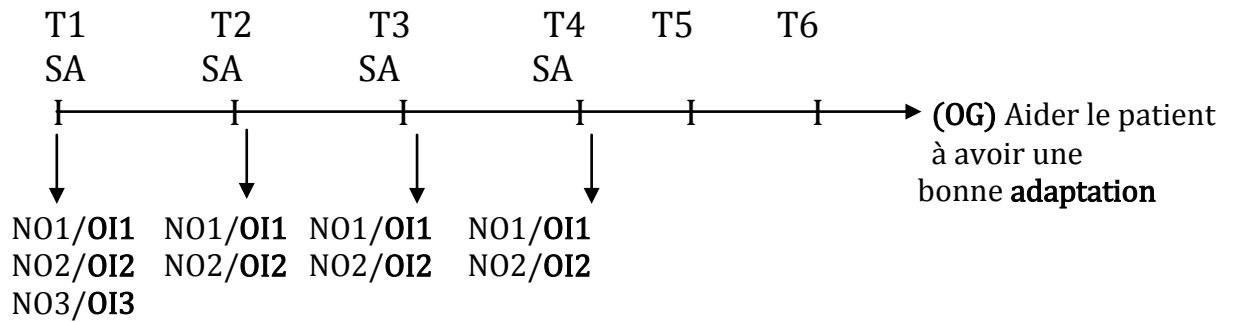 T1 T2 T3 T4 T5 T6
SA SA SA SA
I I I I I I
(OG) Aider le patient
à avoir une
bonne adaptation
NO1/OI1 NO1/OI1 NO1/OI1 NO1/OI1
NO2/OI2 NO2/OI2 NO2/OI2 NO2/OI2
NO3/OI3